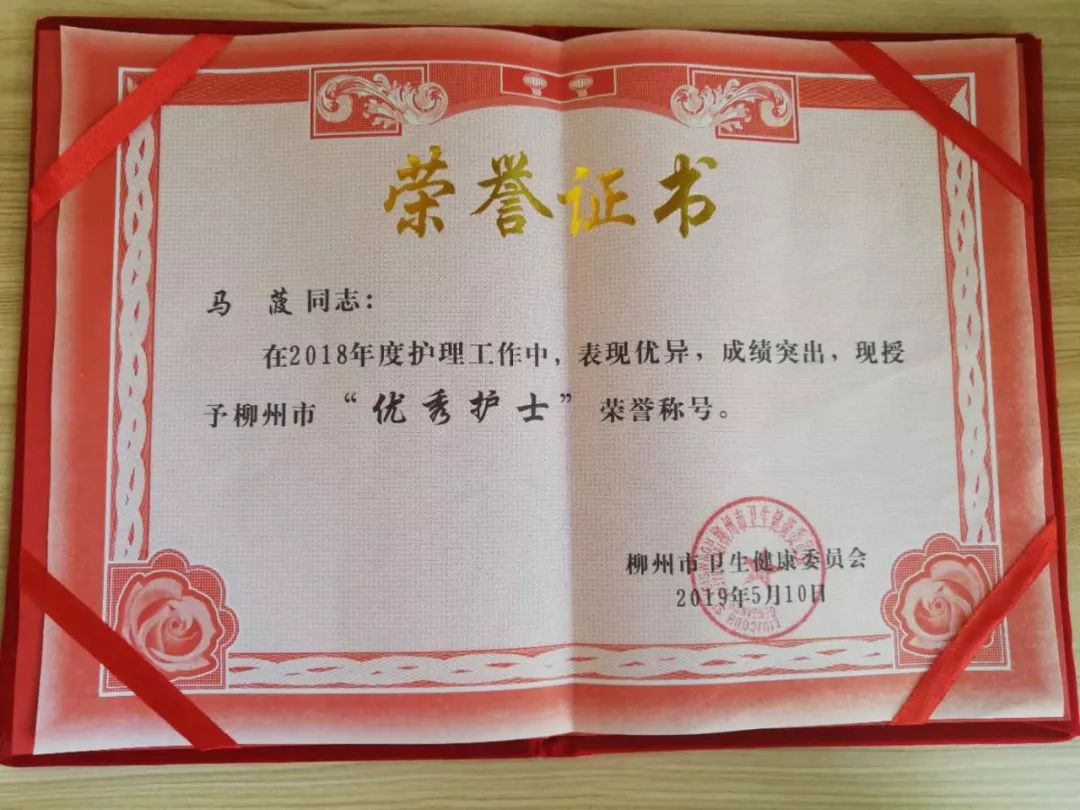 荣誉证书
马 菠同志：
在2018年度护理工作中，表现优异，成绩突出，现授
予柳州市“优秀护士”荣誉称号。
柳州市卫生健康委员会
2019年5月10日